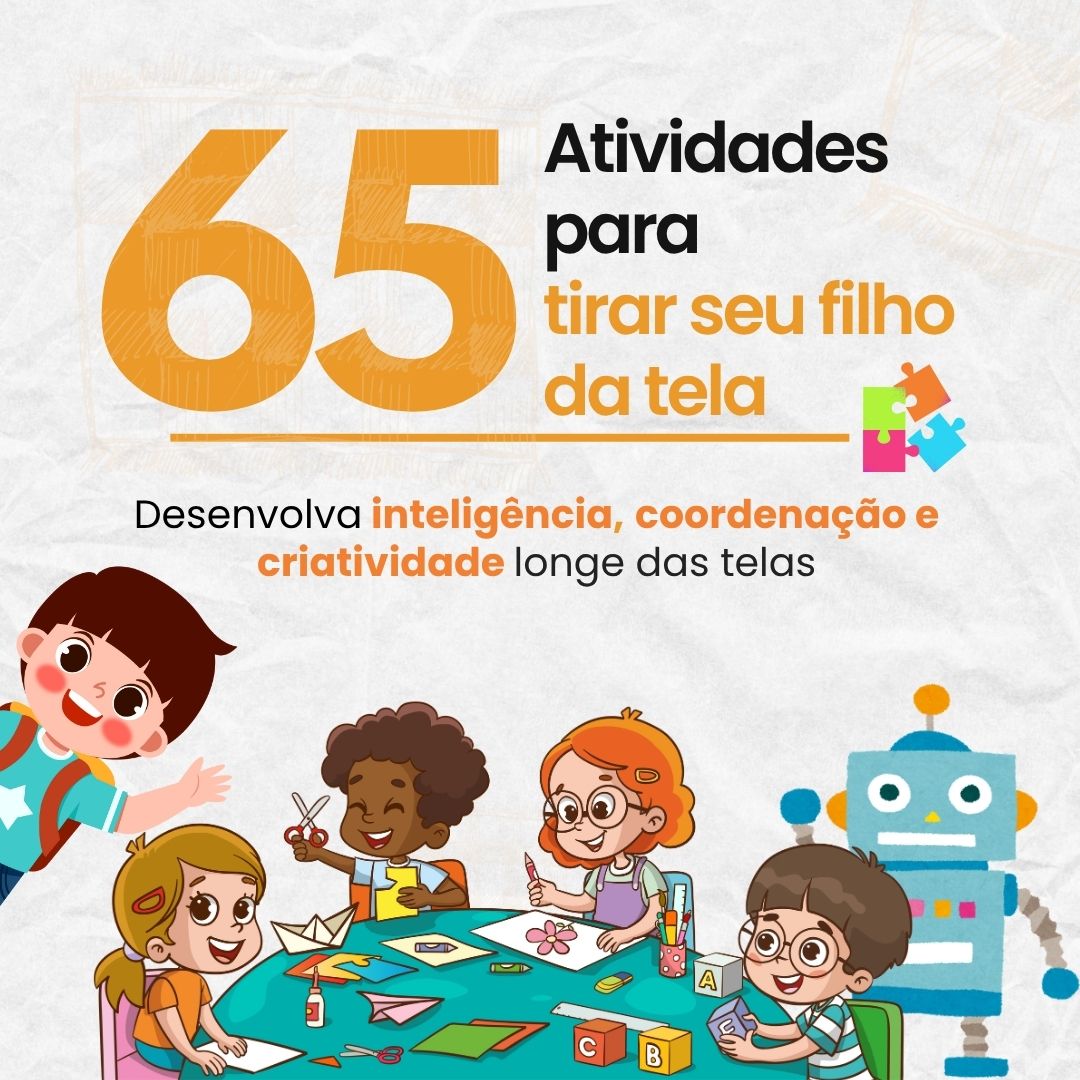 65
Atividades
para
tirar seu filho
da tela
Desenvolva inteligência, coordenação e
criatividade longe das telas
A
E
C
B